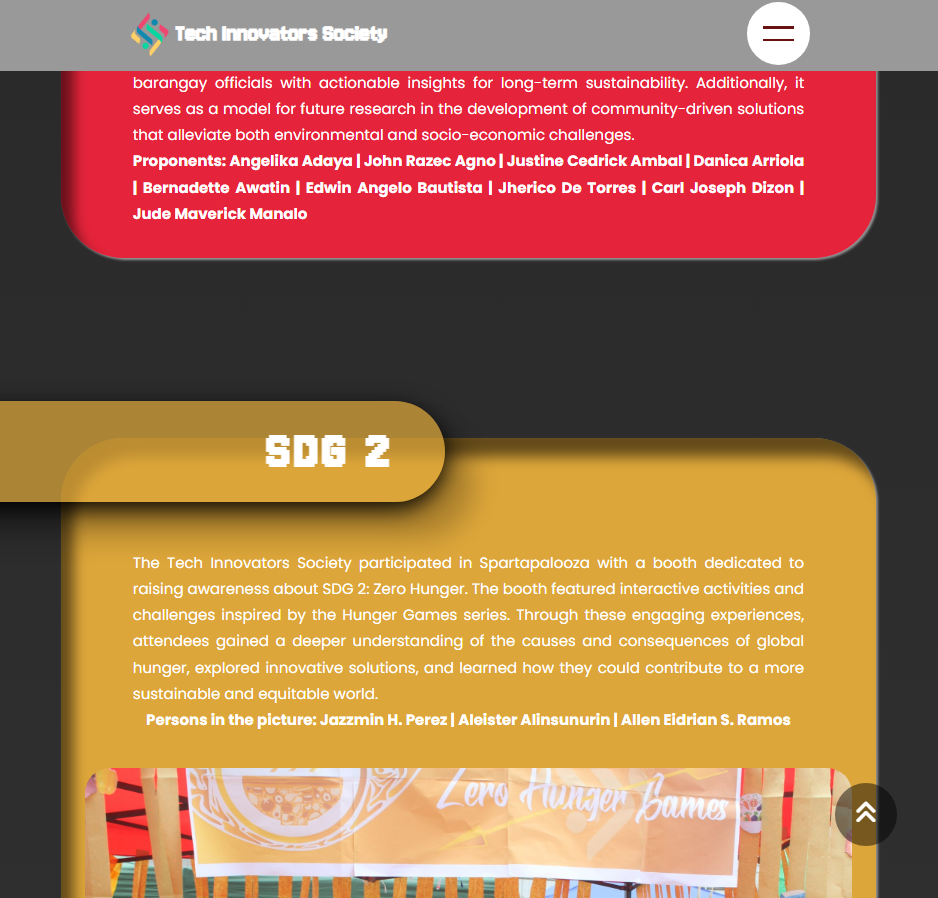 Tech Innovators Society
barangay officials with actionable insights for long-term sustainability. Additionally, it
serves as a model for future research in the development of community-driven solutions
that alleviate both environmental and socio-economic challenges.
Proponents: Angelika Adaya | John Razec Agno | Justine Cedrick Ambal | Danica Arriola
| Bernadette Awatin | Edwin Angelo Bautista | Jherico De Torres | Carl Joseph Dizon |
Jude Maverick Manalo
SDG 2
The Tech Innovators Society participated in Spartapalooza with a booth dedicated to
raising awareness about SDG 2: Zero Hunger. The booth featured interactive activities and
challenges inspired by the Hunger Games series. Through these engaging experiences,
attendees gained a deeper understanding of the causes and consequences of global
hunger, explored innovative solutions, and learned how they could contribute to a more
sustainable and equitable world.
Persons in the picture: Jazzmin H. Perez | Aleister Alinsunurin | Allen Eidrian S. Ramos
Zero Hunger Games